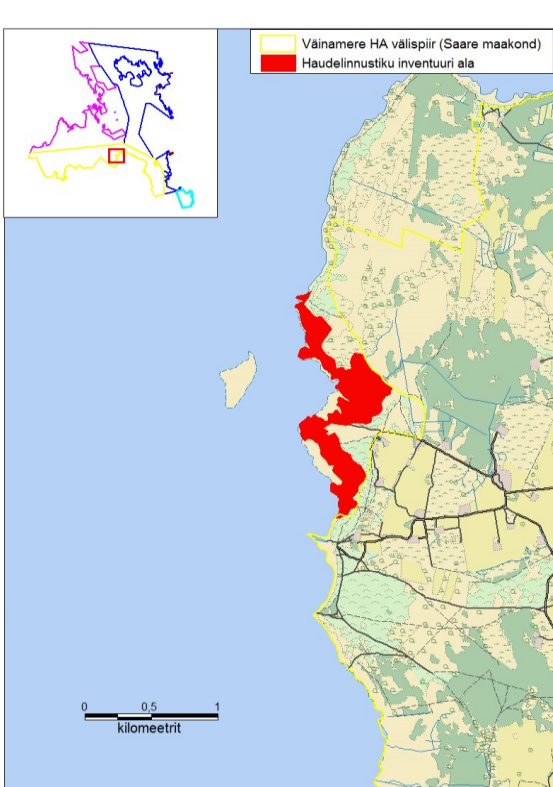 Väinamere HA välispiir (Saare maakond)
Haudelinnustiku inventuuri ala
0 0,5 1
kilomeetrit